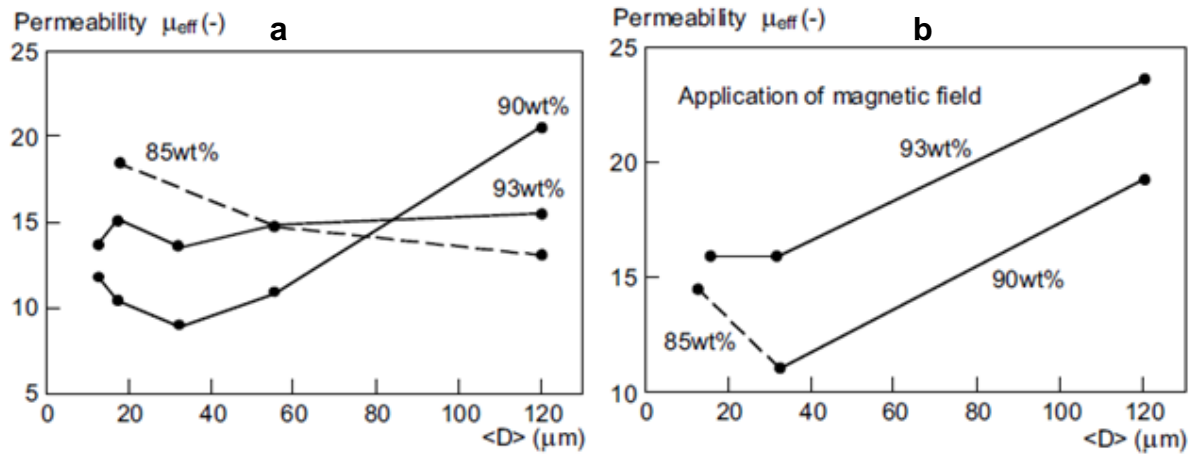 Permeability μeff (-)
a
25
20
15
10
5
0
20
40
60
80
100
120
<D> (μm)
85wt%
90wt%
93wt%
Permeability μeff (-)
b
25
20
15
10
0
20
40
60
80
100
120
<D> (μm)
Application of magnetic field
93wt%
90wt%
85wt%